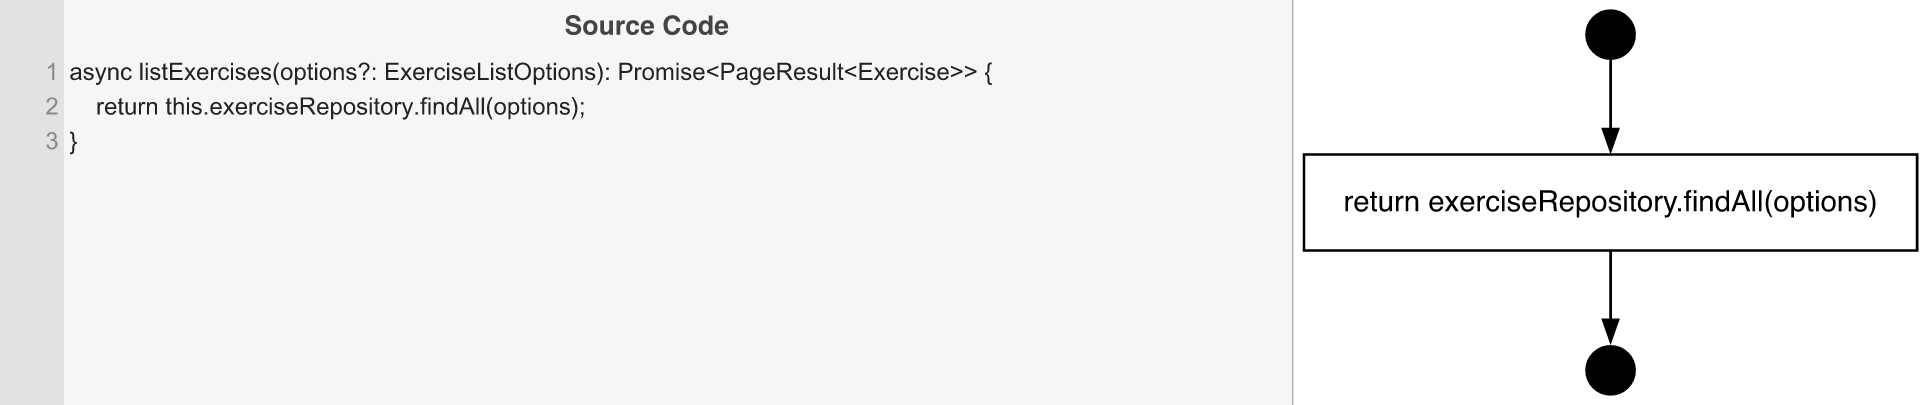 Source Code
1 async listExercises(options?: ExerciseListOptions): Promise<PageResult<Exercise>> {
2 return this.exerciseRepository.findAll(options);
3 }
return exerciseRepository.findAll(options)